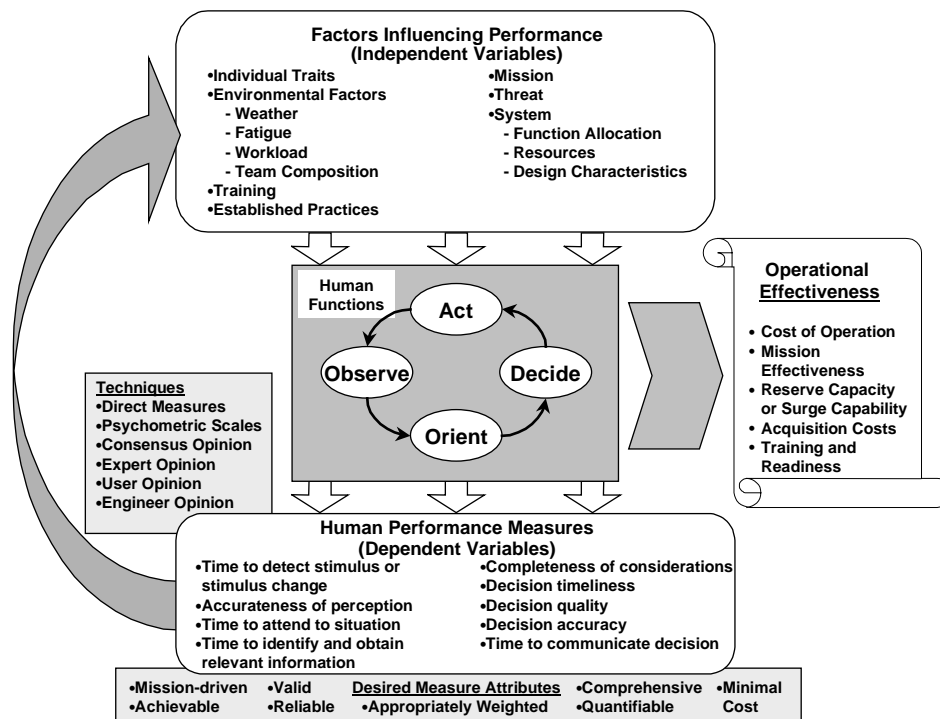 Factors Influencing Performance
(Independent Variables)
•Individual Traits
•Environmental Factors
- Weather
- Fatigue
- Workload
- Team Composition
•Training
•Established Practices
•Mission
•Threat
•System
- Function Allocation
- Resources
- Design Characteristics
Human
Functions
Act
Observe
Decide
Orient
Operational
Effectiveness
• Cost of Operation
• Mission
Effectiveness
• Reserve Capacity
or Surge Capability
• Acquisition Costs
• Training and
Readiness
Techniques
•Direct Measures
•Psychometric Scales
•Consensus Opinion
•Expert Opinion
•User Opinion
•Engineer Opinion
Human Performance Measures
(Dependent Variables)
•Time to detect stimulus or
stimulus change
•Accurateness of perception
•Time to attend to situation
•Time to identify and obtain
relevant information
•Completeness of considerations
•Decision timeliness
•Decision quality
•Decision accuracy
•Time to communicate decision
•Mission-driven
•Achievable
•Valid
•Reliable
Desired Measure Attributes
•Appropriately Weighted
•Comprehensive
•Quantifiable
•Minimal
Cost